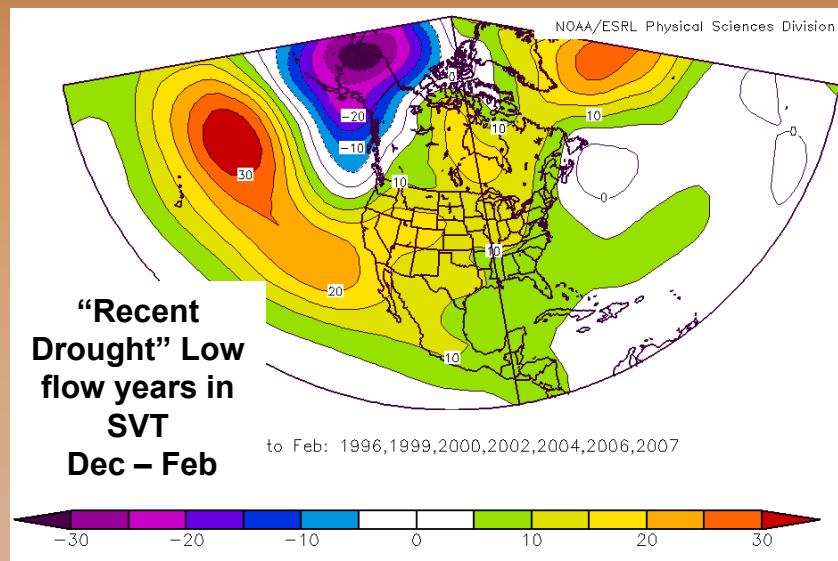 NOAA/ESRL Physical Sciences Division
0
-20
10
10
-10
0
30
10
0
10
20
10
“Recent
Drought” Low
flow years in
SVT
Dec – Feb
to Feb: 1996,1999,2000,2002,2004,2006,2007
-30 -20 -10 0 10 20 30